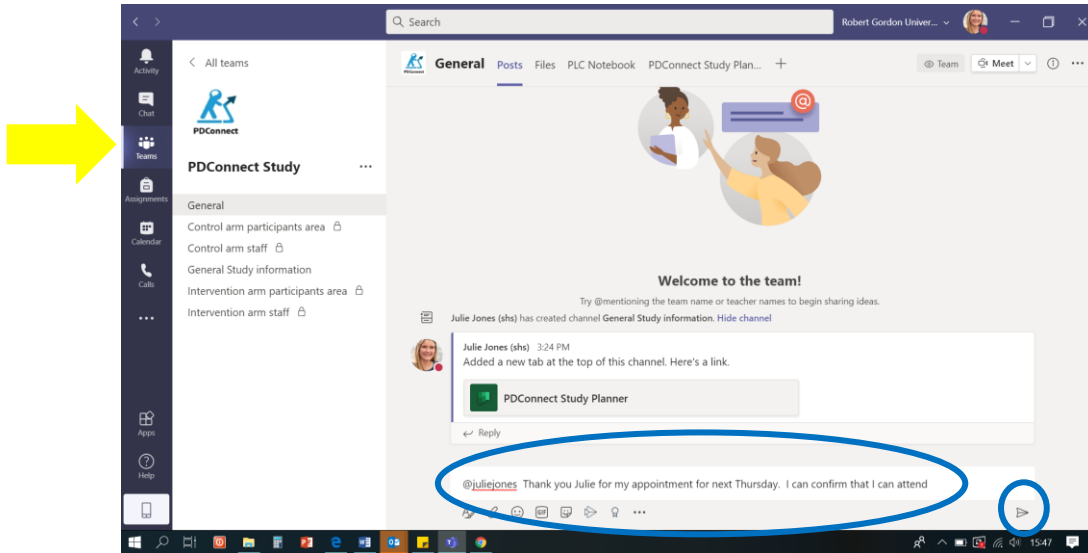 Search
Robert Gordon Univer...
Activity
Chat
Teams
Assignments
Calendar
Calls
Apps
Help
All teams
PDConnect
PDConnect Study
General
Control arm participants area
Control arm staff
General Study information
Intervention arm participants area
Intervention arm staff
General Posts Files PLC Notebook PDConnect Study Plan...
Team Meet
@
Welcome to the team!
Try @mentioning the team name or teacher names to begin sharing ideas.
Julie Jones (shs) has created channel General Study information. Hide channel
Julie Jones (shs) 3:24 PM
Added a new tab at the top of this channel. Here's a link.
PDConnect Study Planner
Reply
@juliejones Thank you Julie for my appointment for next Thursday. I can confirm that I can attend
GIF
15:47